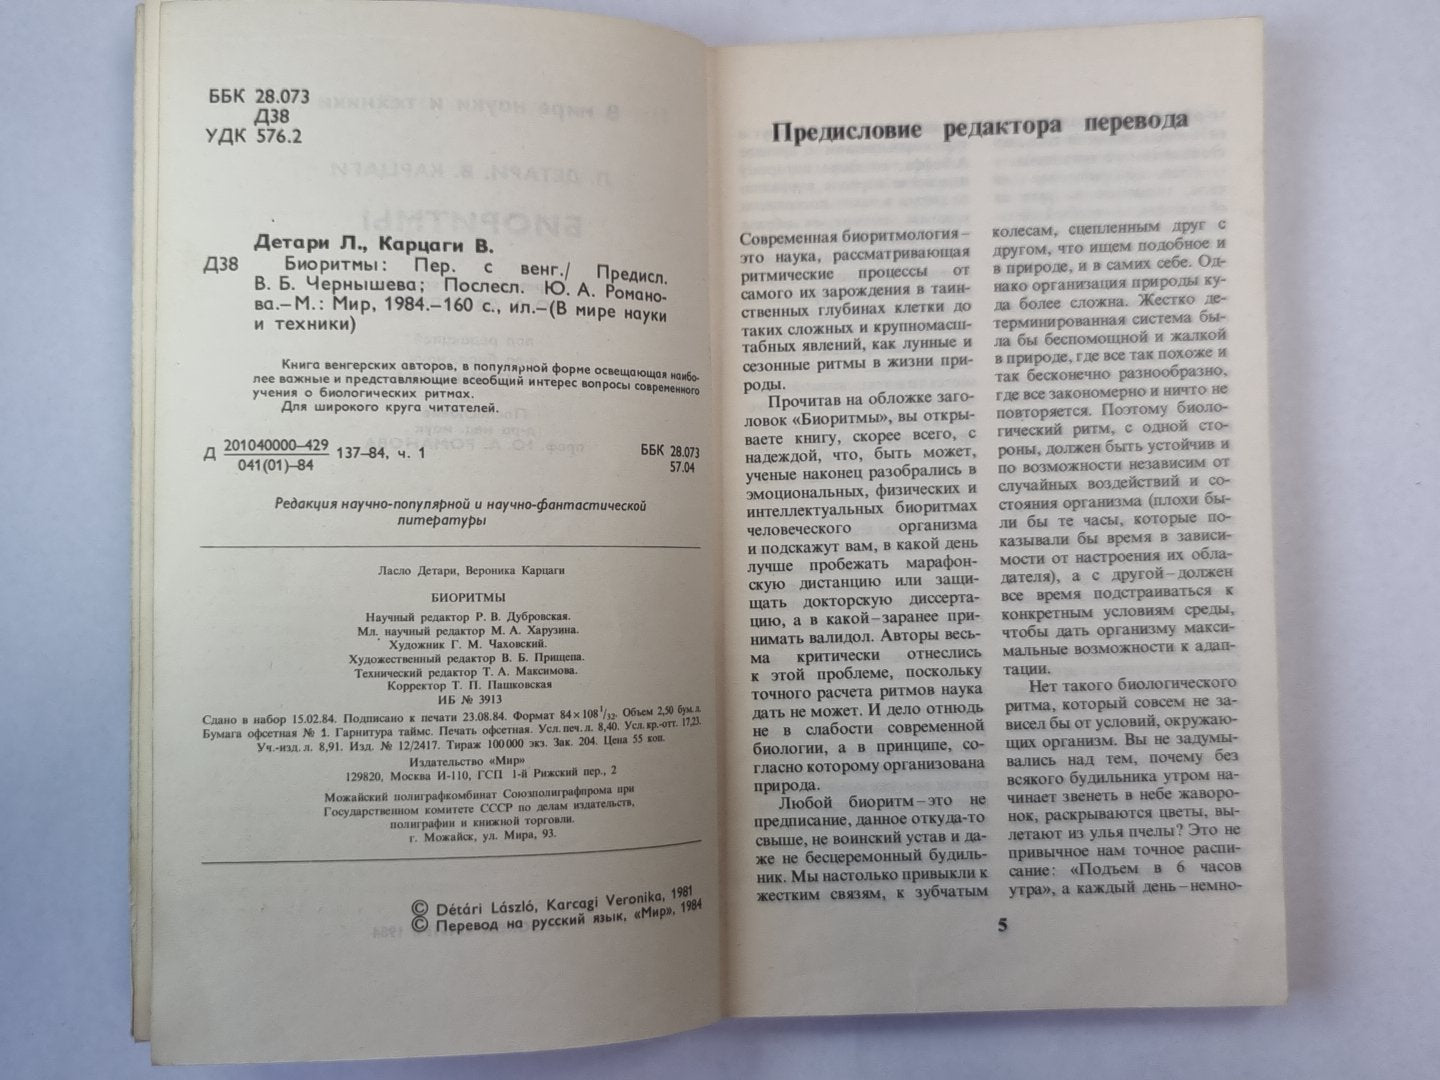 ББК 28.073
Д38
УДК 576.2
Детари Л., Карцаги В.
Д38 Биоритмы: Пер. с венг./ Предисл.
В. Б. Чернышева; Послесл. Ю. А. Романо-
ва.–М.: Мир, 1984.–160 с., ил.–(В мире науки
и техники)
Книга венгерских авторов, в популярной форме освещающая наибо-
лее важные и представляющие всеобщий интерес вопросы современного
учения о биологических ритмах.
Для широкого круга читателей.
Д 201040000–429
041(01)–84 137–84, ч. 1
ББК 28.073
57.04
Редакция научно-популярной и научно-фантастической
литературы
Ласло Детари, Вероника Карцаги
БИОРИТМЫ
Научный редактор Р. В. Дубровская.
Мл. научный редактор М. А. Харузина.
Художник Г. М. Чаховский.
Художественный редактор В. Б. Прищепа.
Технический редактор Т. А. Максимова.
Корректор Т. П. Пашковская
ИБ № 3913
Сдано в набор 15.02.84. Подписано к печати 23.08.84. Формат 84×108 1/32. Объем 2,50 бум.л.
Бумага офсетная № 1. Гарнитура таймс. Печать офсетная. Усл.печ.л. 8,40. Усл.кр.-отт. 17,23.
Уч.-изд.л. 8,91. Изд. № 12/2417. Тираж 100 000 экз. Зак. 204. Цена 55 коп.
Издательство «Мир»
129820, Москва И-110, ГСП 1-й Рижский пер., 2
Можайский полиграфкомбинат Союзполиграфпрома при
Государственном комитете СССР по делам издательств,
полиграфии и книжной торговли.
г. Можайск, ул. Мира, 93.
© Détári László, Karcagi Veronika, 1981
© Перевод на русский язык, «Мир», 1984
Предисловие редактора перевода
Современная биоритмология–
это наука, рассматривающая
ритмические процессы от
самого их зарождения в таин-
ственных глубинах клетки до
таких сложных и крупномасш-
табных явлений, как лунные и
сезонные ритмы в жизни при-
роды.
Прочитав на обложке заго-
ловок «Биоритмы», вы откры-
ваете книгу, скорее всего, с
надеждой, что, быть может,
ученые наконец разобрались в
эмоциональных, физических и
интеллектуальных биоритмах
человеческого организма
и подскажут вам, в какой день
лучше пробежать марафон-
скую дистанцию или защи-
щать докторскую диссерта-
цию, а в какой–заранее при-
нимать валидол. Авторы весь-
ма критически отнеслись
к этой проблеме, поскольку
точного расчета ритмов наука
дать не может. И дело отнюдь
не в слабости современной
биологии, а в принципе, со-
гласно которому организована
природа.
Любой биоритм–это не
предписание, данное откуда-то
свыше, не воинский устав и да-
же не бесцеремонный будиль-
ник. Мы настолько привыкли к
жестким связям, к зубчатым
колесам, сцепленным друг с
другом, что ищем подобное и
в природе, и в самих себе. Од-
нако организация природы ку-
да более сложна. Жестко де-
терминированная система бы-
ла бы беспомощной и жалкой
в природе, где все так похоже и
так бесконечно разнообразно,
где все закономерно и ничто не
повторяется. Поэтому биоло-
гический ритм, с одной сто-
роны, должен быть устойчив и
по возможности независим от
случайных воздействий и со-
стояния организма (плохи бы-
ли бы те часы, которые по-
казывали бы время в зависи-
мости от настроения их обла-
дателя), а с другой–должен
все время подстраиваться к
конкретным условиям среды,
чтобы дать организму макси-
мальные возможности к адап-
тации.
Нет такого биологического
ритма, который совсем не за-
висел бы от условий, окружаю-
щих организм. Вы не задумы-
вались над тем, почему без
всякого будильника утром на-
чинает звенеть в небе жаворо-
нок, раскрываются цветы, вы-
летают из улья пчелы? Это не
привычное нам точное распи-
сание: «Подъем в 6 часов
утра», а каждый день–немно-
5